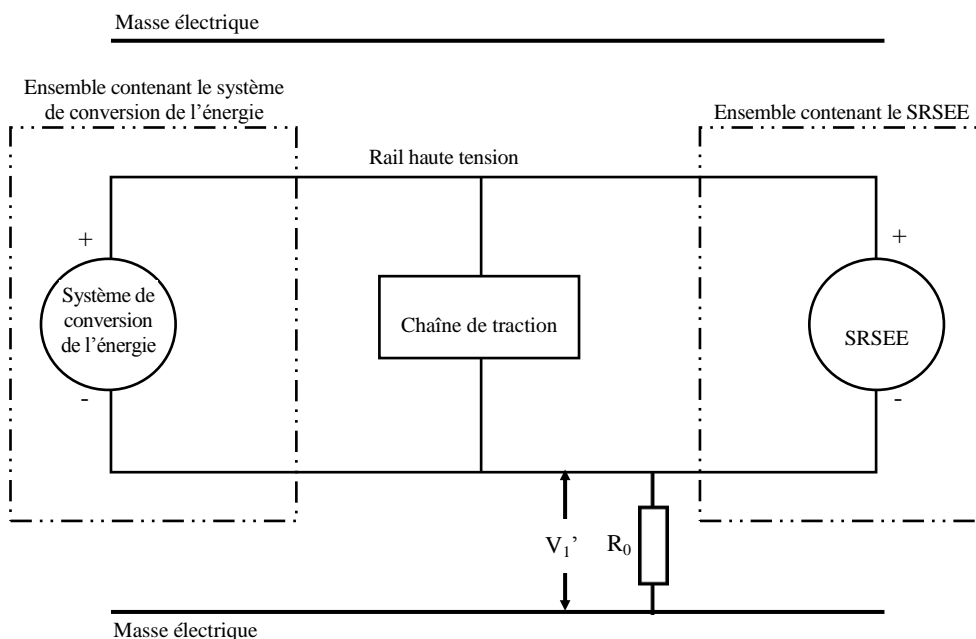 Masse électrique
Ensemble contenant le système
de conversion de l’énergie
Ensemble contenant le SRSEE
Rail haute tension
+
+
Système de
conversion
de l’énergie
Chaîne de traction
SRSEE
-
-
V₁’
R₀
Masse électrique